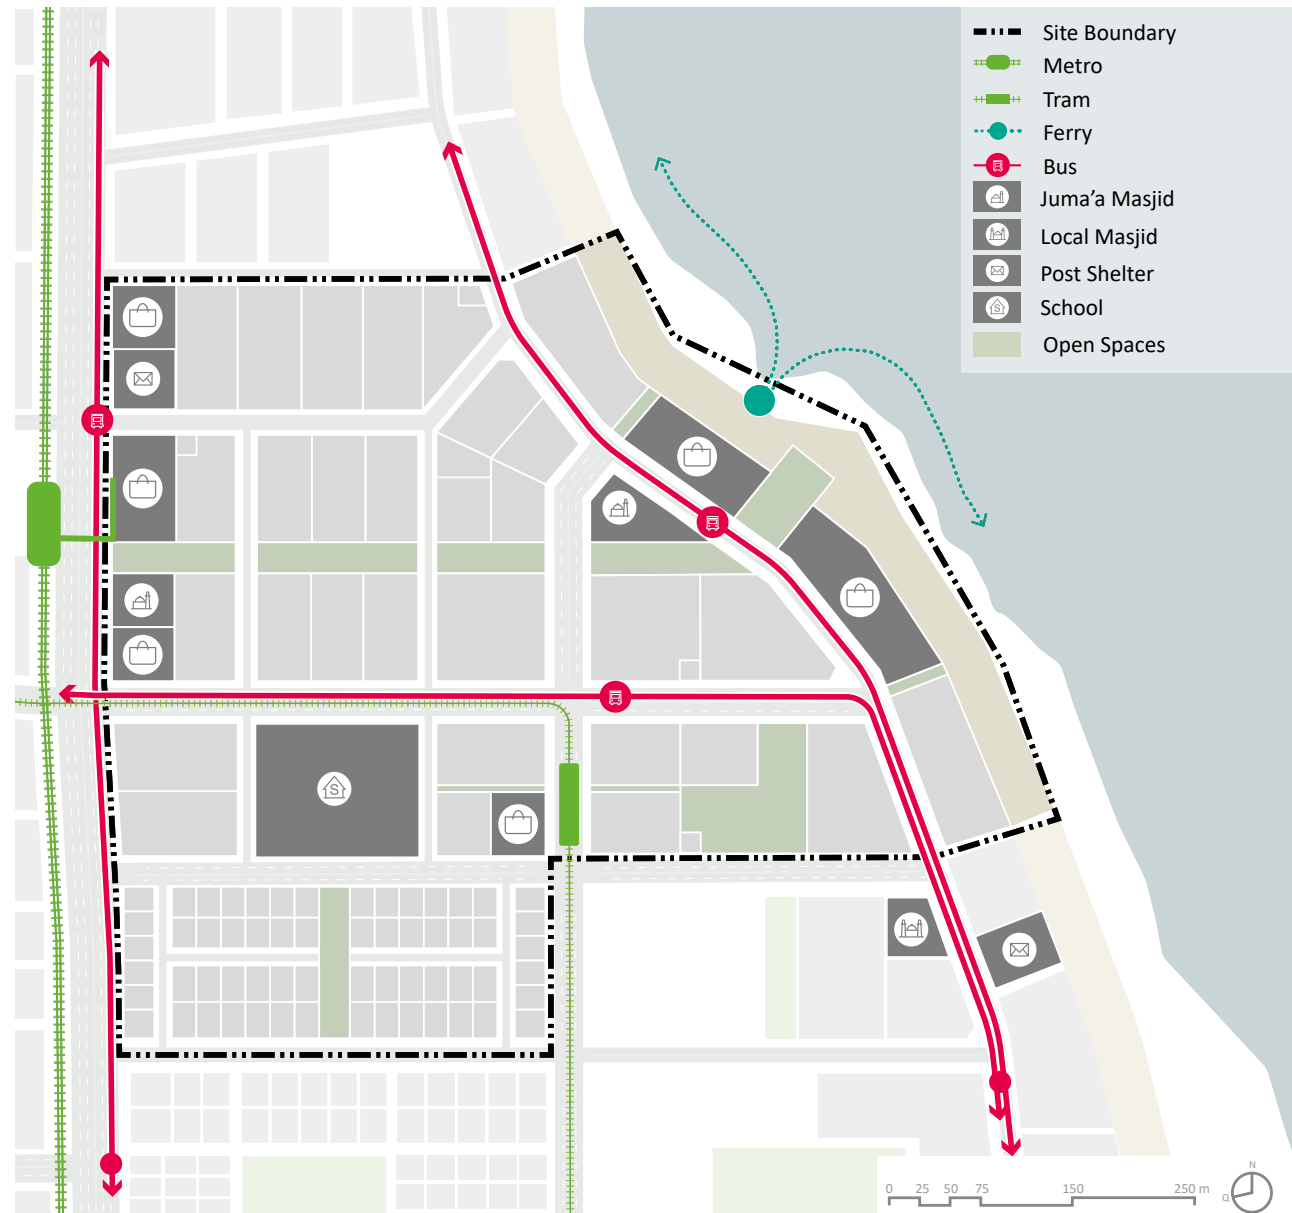 Site Boundary
Metro
Tram
Ferry
Bus
Juma’a Masjid
Local Masjid
Post Shelter
S School
Open Spaces
S
N
Q
0 25 50 75 150 250 m